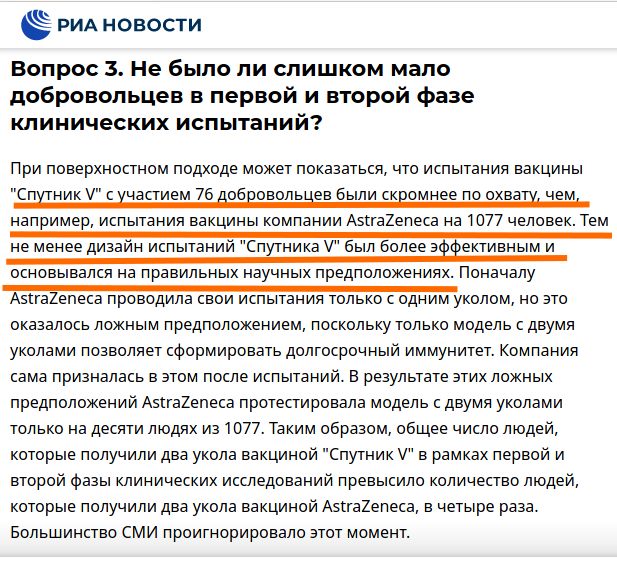 РИА НОВОСТИ
Вопрос 3. Не было ли слишком мало
добровольцев в первой и второй фазе
клинических испытаний?
При поверхностном подходе может показаться, что испытания вакцины
"Спутник V" с участием 76 добровольцев были скромнее по охвату, чем,
например, испытания вакцины компании AstraZeneca на 1077 человек. Тем
не менее дизайн испытаний "Спутника V" был более эффективным и
основывался на правильных научных предположениях. Поначалу
AstraZeneca проводила свои испытания только с одним уколом, но это
оказалось ложным предположением, поскольку только модель с двумя
уколами позволяет сформировать долгосрочный иммунитет. Компания
сама призналась в этом после испытаний. В результате этих ложных
предположений AstraZeneca протестировала модель с двумя уколами
только на десяти людях из 1077. Таким образом, общее число людей,
которые получили два укола вакциной "Спутник V" в рамках первой и
второй фазы клинических исследований превысило количество людей,
которые получили два укола вакциной AstraZeneca, в четыре раза.
Большинство СМИ проигнорировало этот момент.